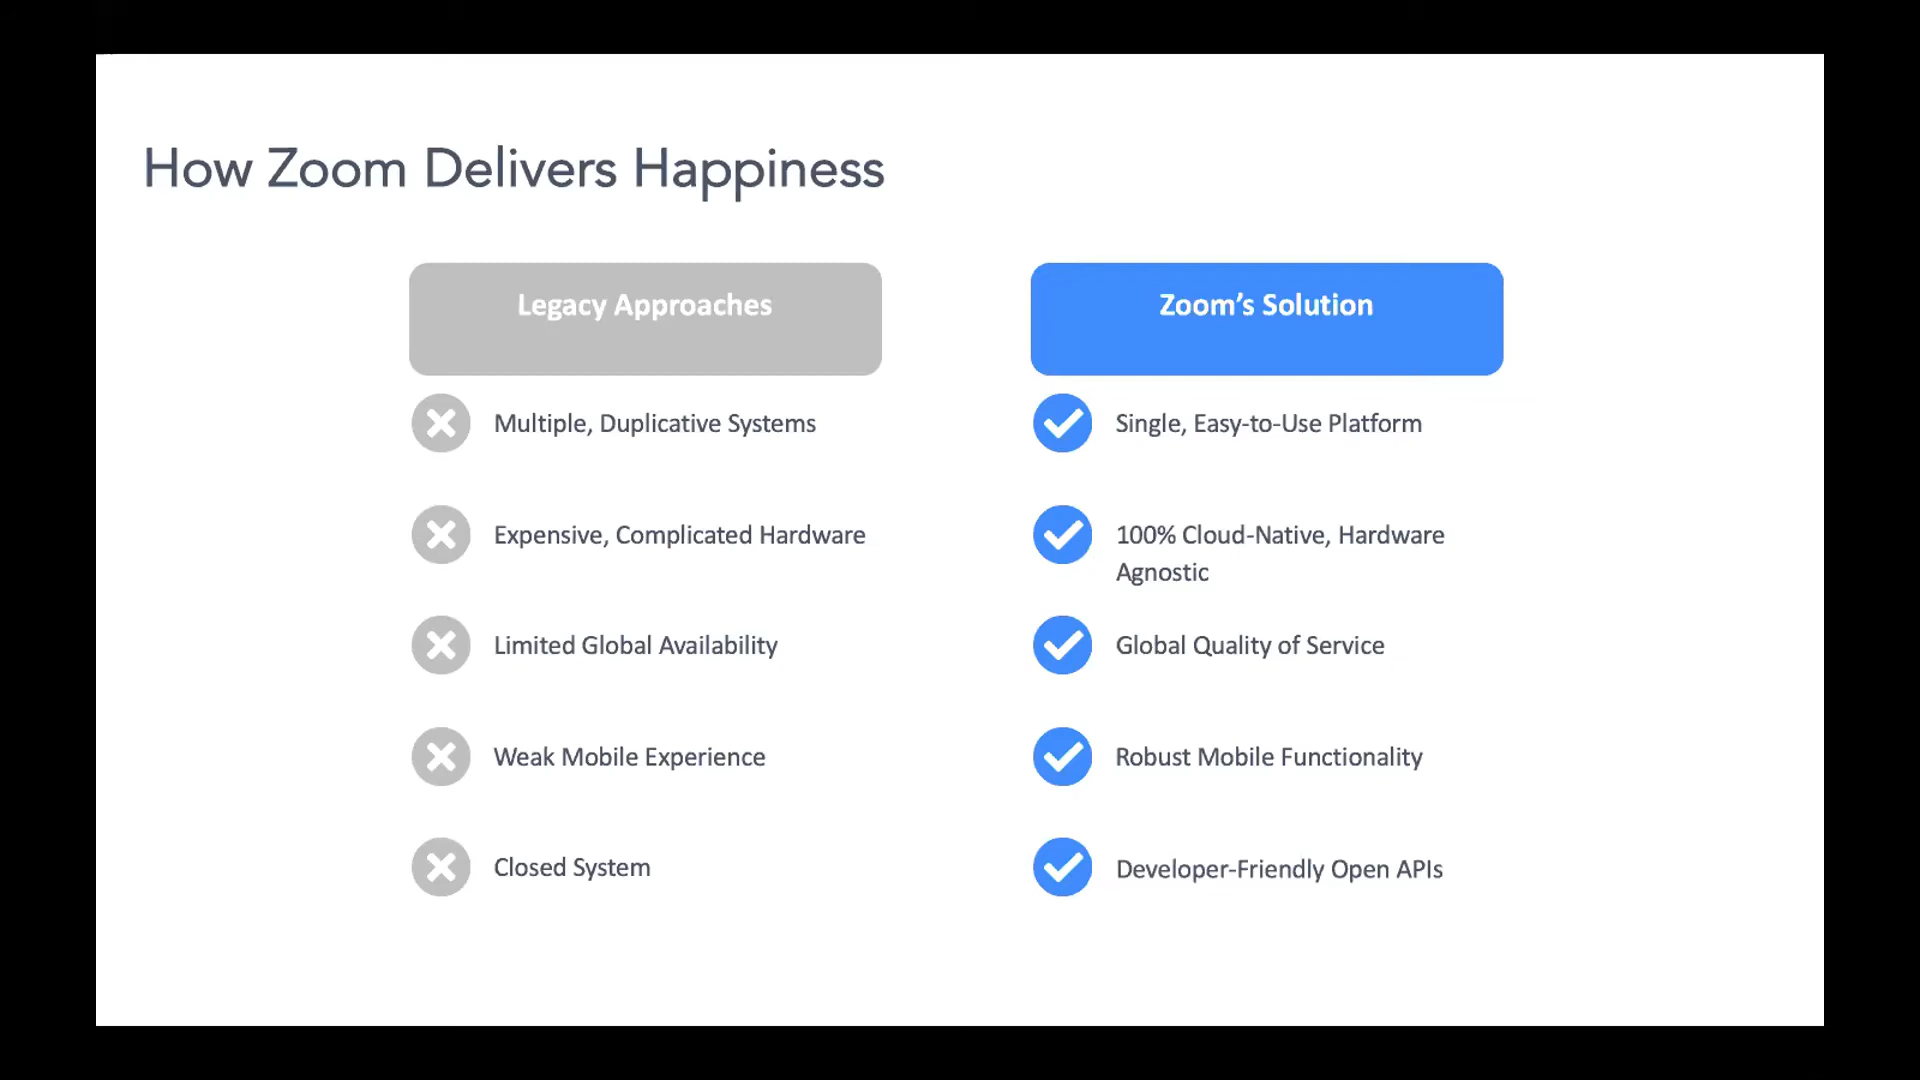 How Zoom Delivers Happiness
Legacy Approaches
Multiple, Duplicative Systems
Expensive, Complicated Hardware
Limited Global Availability
Weak Mobile Experience
Closed System
Zoom’s Solution
Single, Easy-to-Use Platform
100% Cloud-Native, Hardware
Agnostic
Global Quality of Service
Robust Mobile Functionality
Developer-Friendly Open APIs